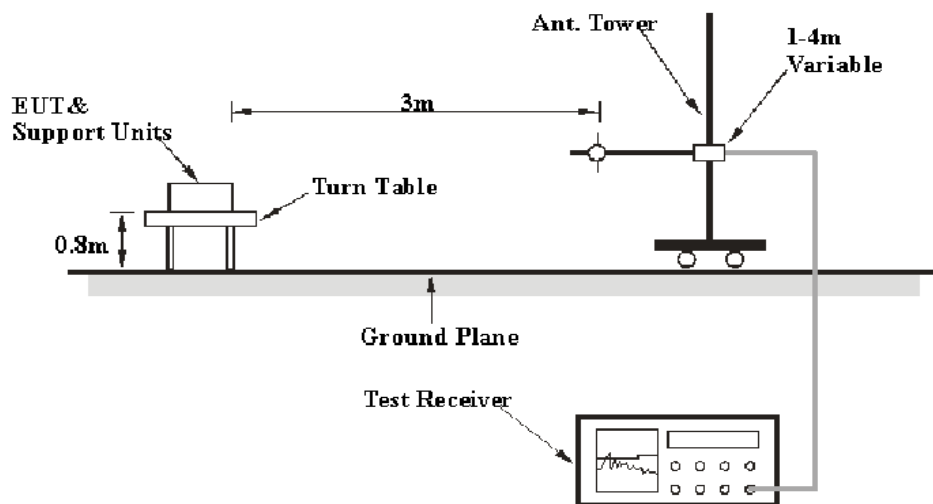 Ant. Tower
1-4m
Variable
EUT&
Support Units
3m
Turn Table
0.8m
Ground Plane
Test Receiver